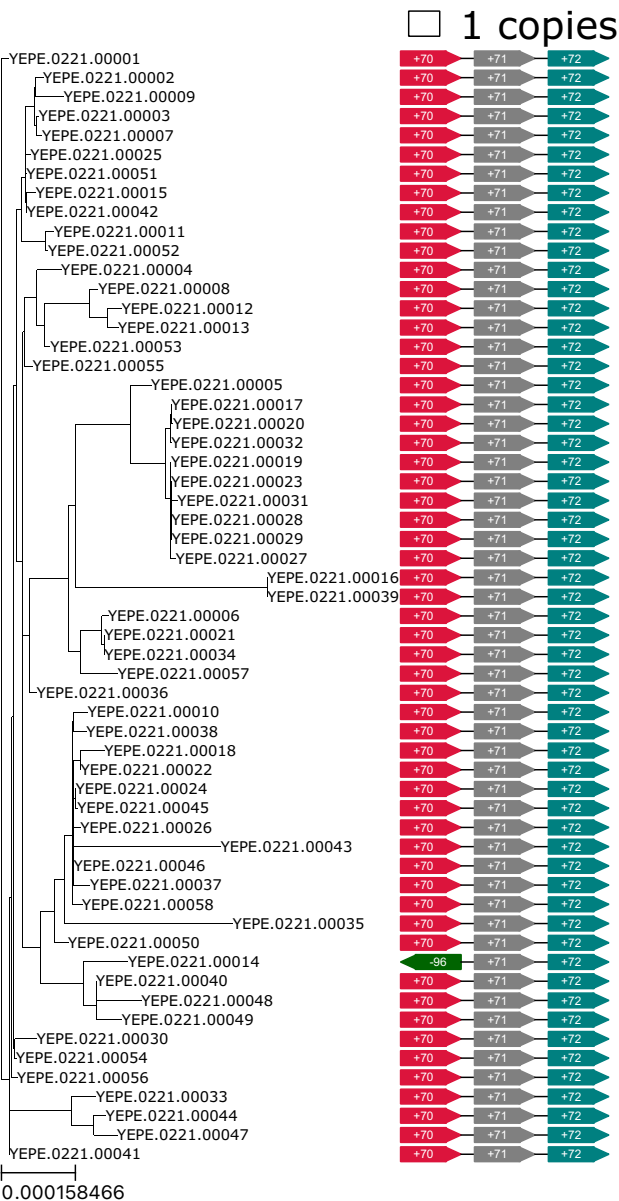 1 copies
YEPE.0221.00001 +70 +71 +72
YEPE.0221.00002 +70 +71 +72
YEPE.0221.00009 +70 +71 +72
YEPE.0221.00003 +70 +71 +72
YEPE.0221.00007 +70 +71 +72
YEPE.0221.00025 +70 +71 +72
YEPE.0221.00051 +70 +71 +72
YEPE.0221.00015 +70 +71 +72
YEPE.0221.00042 +70 +71 +72
YEPE.0221.00011 +70 +71 +72
YEPE.0221.00052 +70 +71 +72
YEPE.0221.00004 +70 +71 +72
YEPE.0221.00008 +70 +71 +72
YEPE.0221.00012 +70 +71 +72
YEPE.0221.00013 +70 +71 +72
YEPE.0221.00053 +70 +71 +72
YEPE.0221.00055 +70 +71 +72
YEPE.0221.00005 +70 +71 +72
YEPE.0221.00017 +70 +71 +72
YEPE.0221.00020 +70 +71 +72
YEPE.0221.00032 +70 +71 +72
YEPE.0221.00019 +70 +71 +72
YEPE.0221.00023 +70 +71 +72
YEPE.0221.00031 +70 +71 +72
YEPE.0221.00028 +70 +71 +72
YEPE.0221.00029 +70 +71 +72
YEPE.0221.00027 +70 +71 +72
YEPE.0221.00016 +70 +71 +72
YEPE.0221.00039 +70 +71 +72
YEPE.0221.00006 +70 +71 +72
YEPE.0221.00021 +70 +71 +72
YEPE.0221.00034 +70 +71 +72
YEPE.0221.00057 +70 +71 +72
YEPE.0221.00036 +70 +71 +72
YEPE.0221.00010 +70 +71 +72
YEPE.0221.00038 +70 +71 +72
YEPE.0221.00018 +70 +71 +72
YEPE.0221.00022 +70 +71 +72
YEPE.0221.00024 +70 +71 +72
YEPE.0221.00045 +70 +71 +72
YEPE.0221.00026 +70 +71 +72
YEPE.0221.00043 +70 +71 +72
YEPE.0221.00046 +70 +71 +72
YEPE.0221.00037 +70 +71 +72
YEPE.0221.00058 +70 +71 +72
YEPE.0221.00035 +70 +71 +72
YEPE.0221.00050 +70 +71 +72
YEPE.0221.00014 -96 +71 +72
YEPE.0221.00040 +70 +71 +72
YEPE.0221.00048 +70 +71 +72
YEPE.0221.00049 +70 +71 +72
YEPE.0221.00030 +70 +71 +72
YEPE.0221.00054 +70 +71 +72
YEPE.0221.00056 +70 +71 +72
YEPE.0221.00033 +70 +71 +72
YEPE.0221.00044 +70 +71 +72
YEPE.0221.00047 +70 +71 +72
YEPE.0221.00041 +70 +71 +72
0.000158466